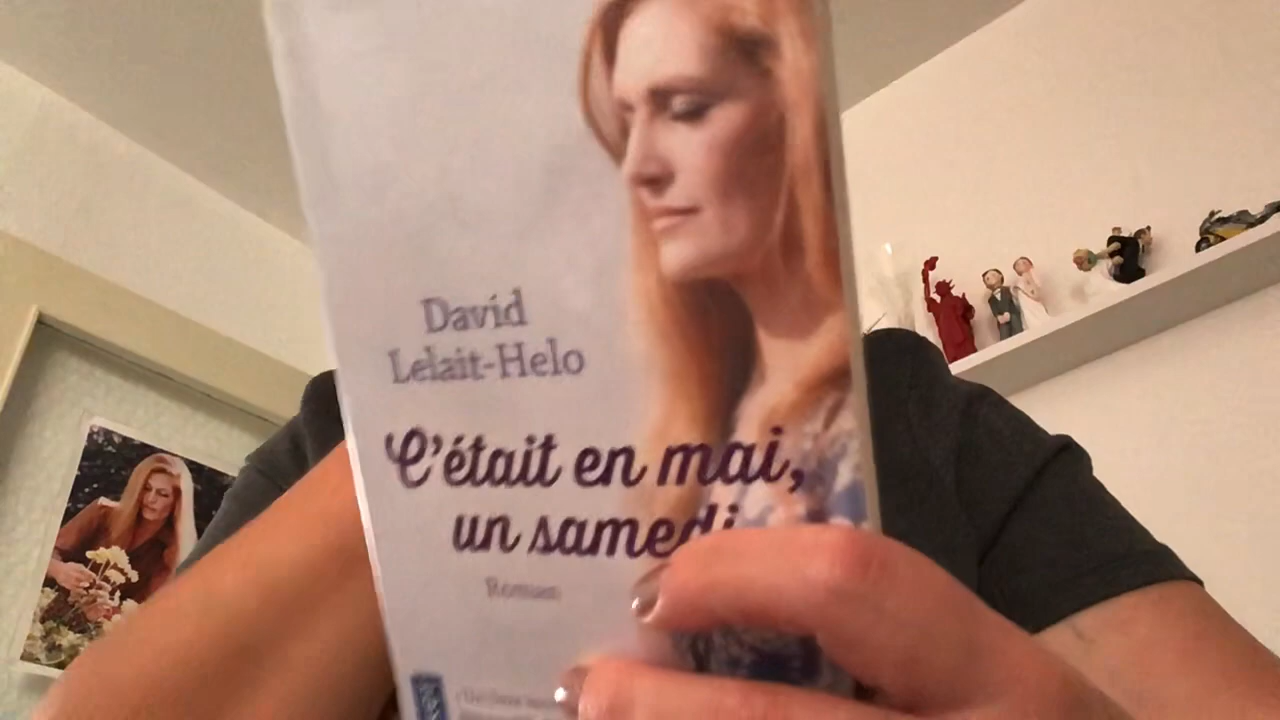 David
Lelait-Helo
C'était en mai,
un samedi
Roman